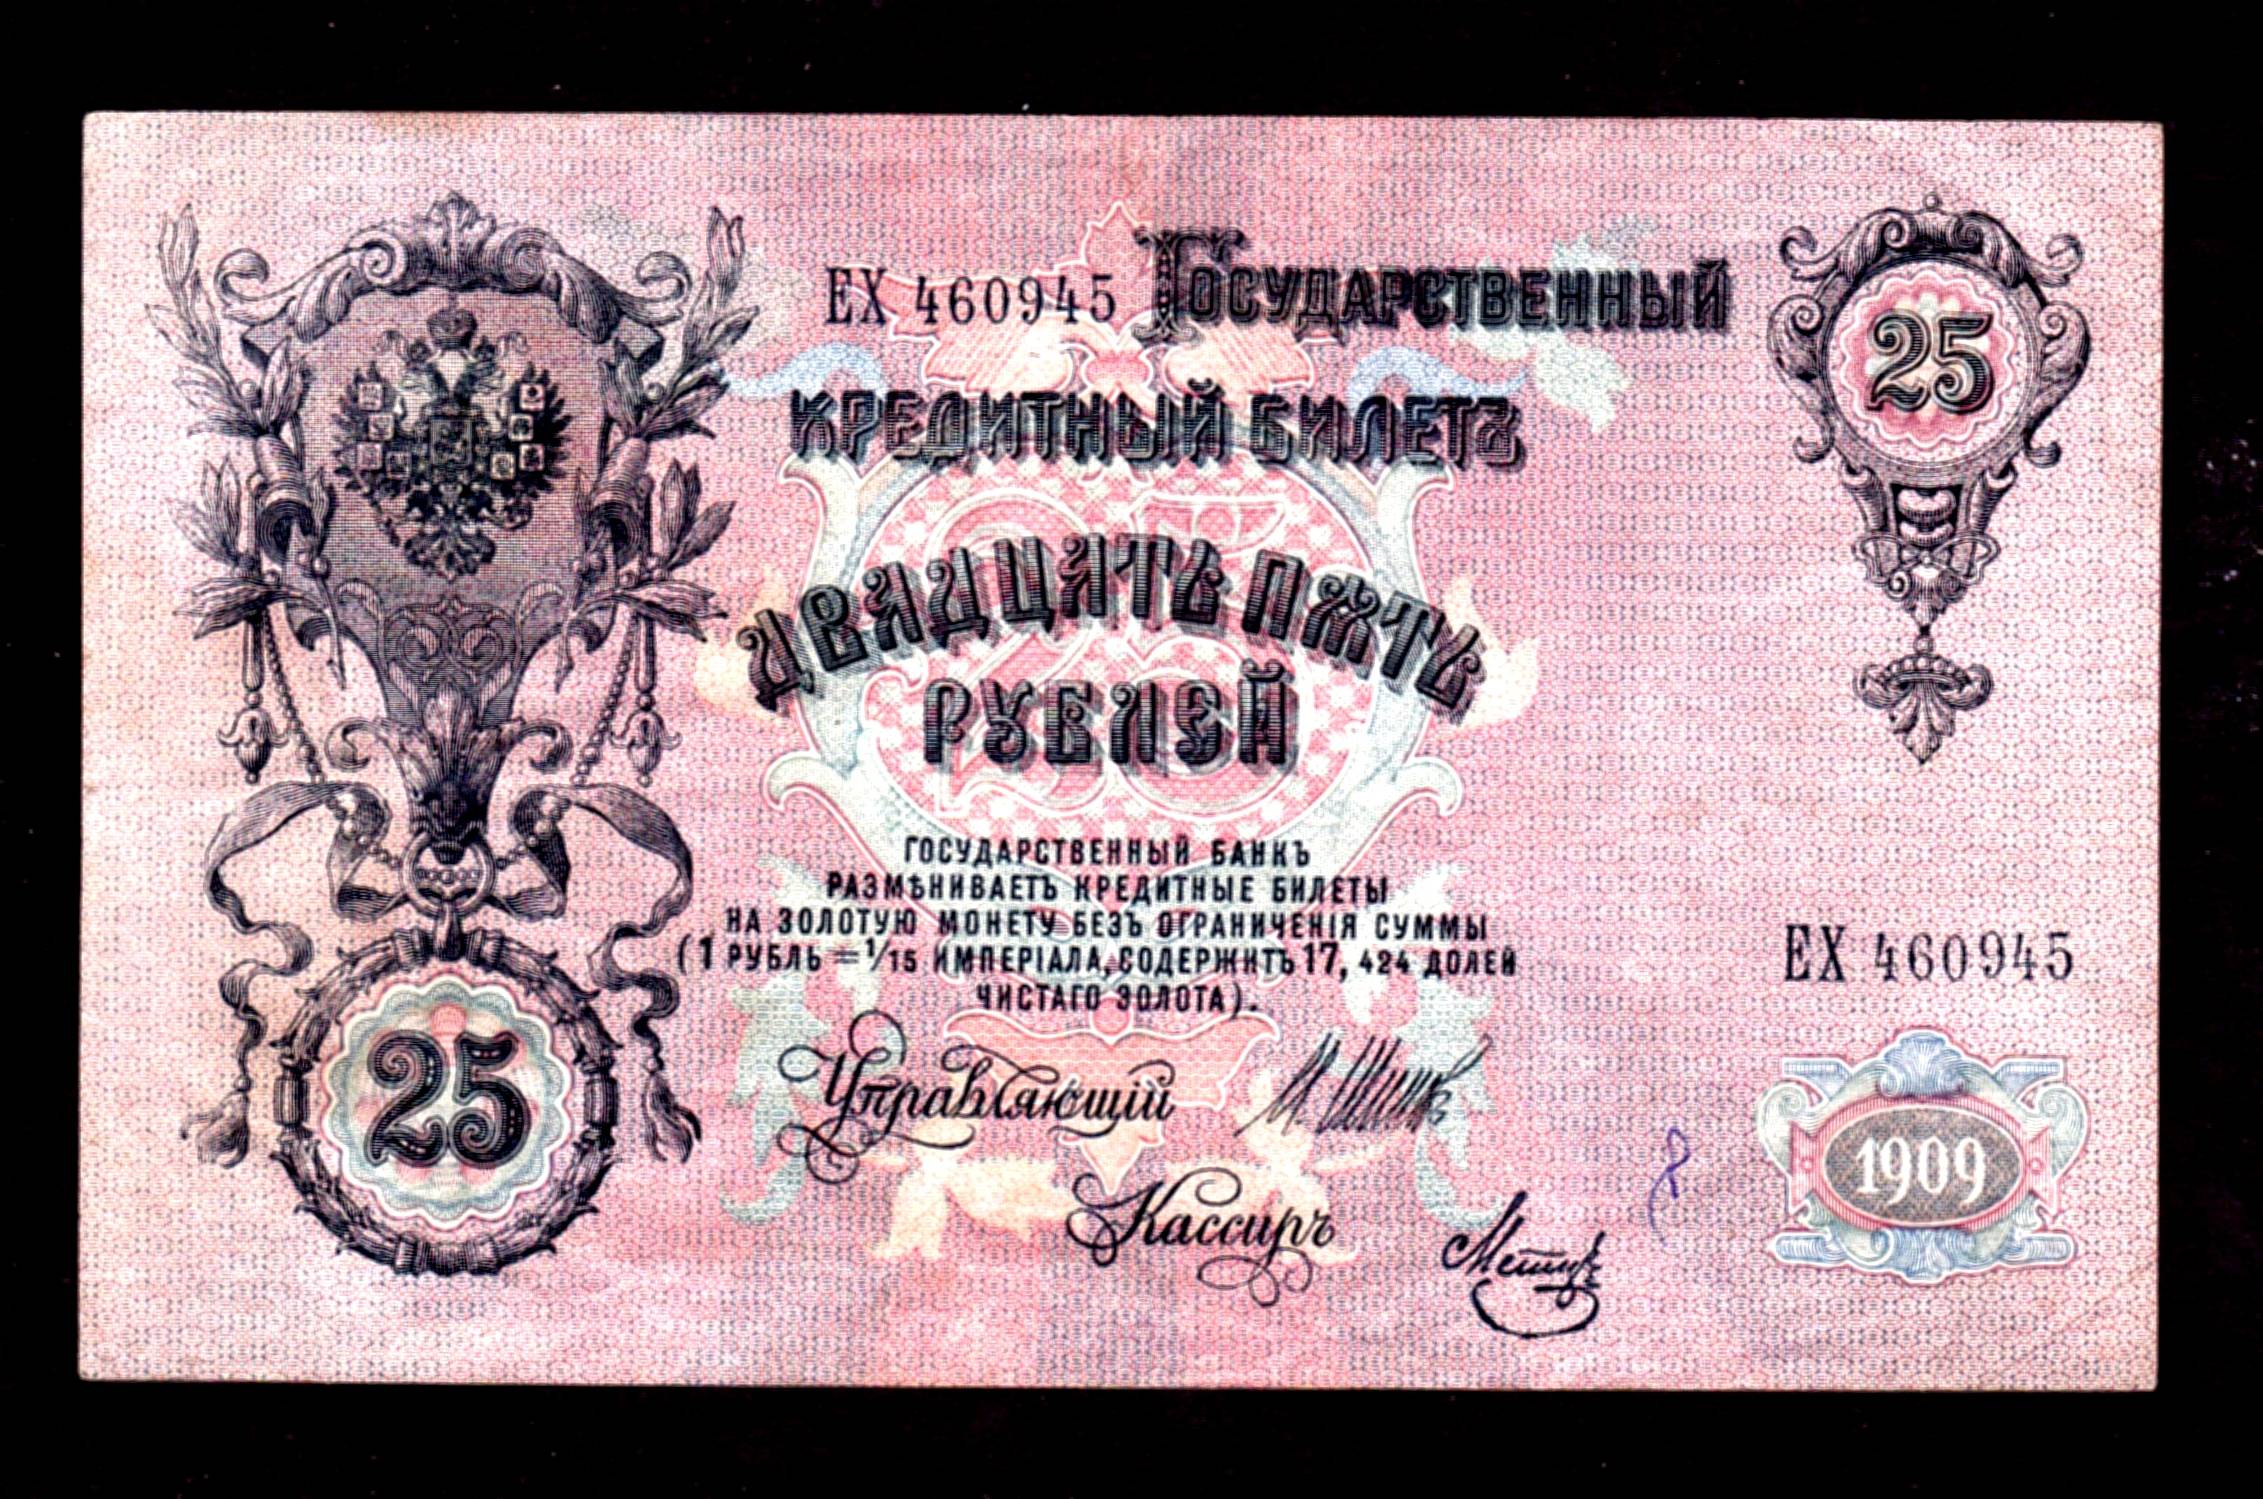 ЕХ 460945 Государственный
25
кредитный билетъ
Двадцать пять
рублей
ГОСУДАРСТВЕННЫЙ БАНКЪ
РАЗМѢНИВАЕТЪ КРЕДИТНЫЕ БИЛЕТЫ
НА ЗОЛОТУЮ МОНЕТУ БЕЗЪ ОГРАНИЧЕНІЯ СУММЫ
(1 РУБЛЬ = 1/15 ИМПЕРІАЛА, СОДЕРЖИТЪ 17, 424 ДОЛЕЙ
ЧИСТАГО ЗОЛОТА).
ЕХ 460945
25
Управляющій
Кассиръ
1909